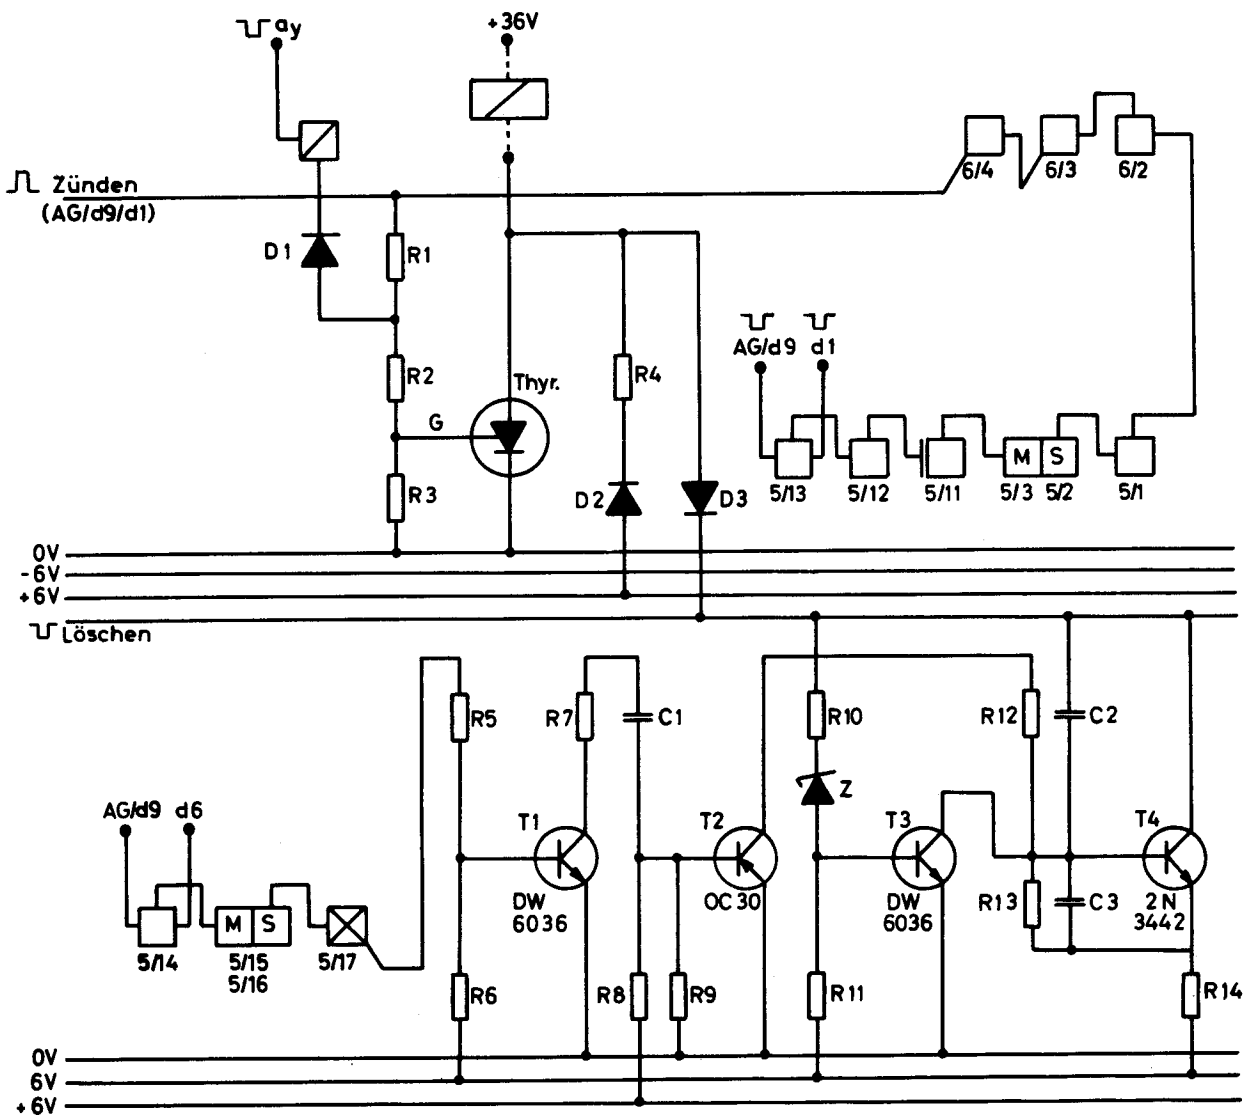 ay
+36V
Zünden
(AG/d9/d1)
6/4
6/3
6/2
D1
R1
AG/d9
d1
R2
Thyr.
R4
G
M
S
R3
D2
D3
5/13
5/12
5/11
5/3
5/2
5/1
0V
-6V
+6V
Löschen
R5
R7
C1
R10
R12
C2
Z
AG/d9
d6
T1
T2
T3
T4
DW
6036
OC30
DW
6036
R13
C3
2N
3442
M
S
5/14
5/15
5/16
5/17
R6
R8
R9
R11
R14
0V
6V
+6V